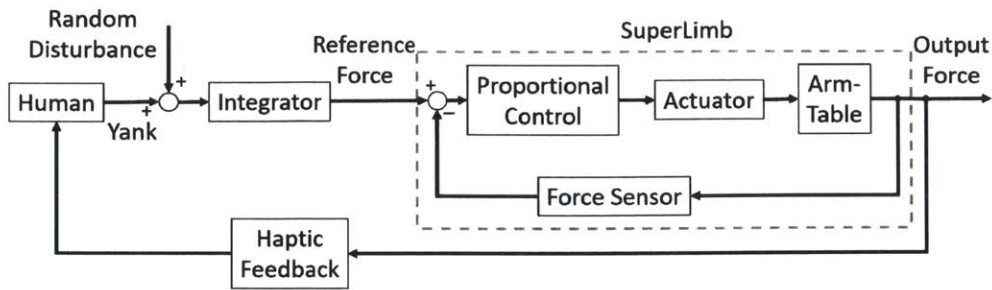 Random
Disturbance
SuperLimb
Reference
Force
Output
Force
+
Human
+
Yank
Integrator
+
−
Proportional
Control
Actuator
Arm-
Table
Force Sensor
Haptic
Feedback